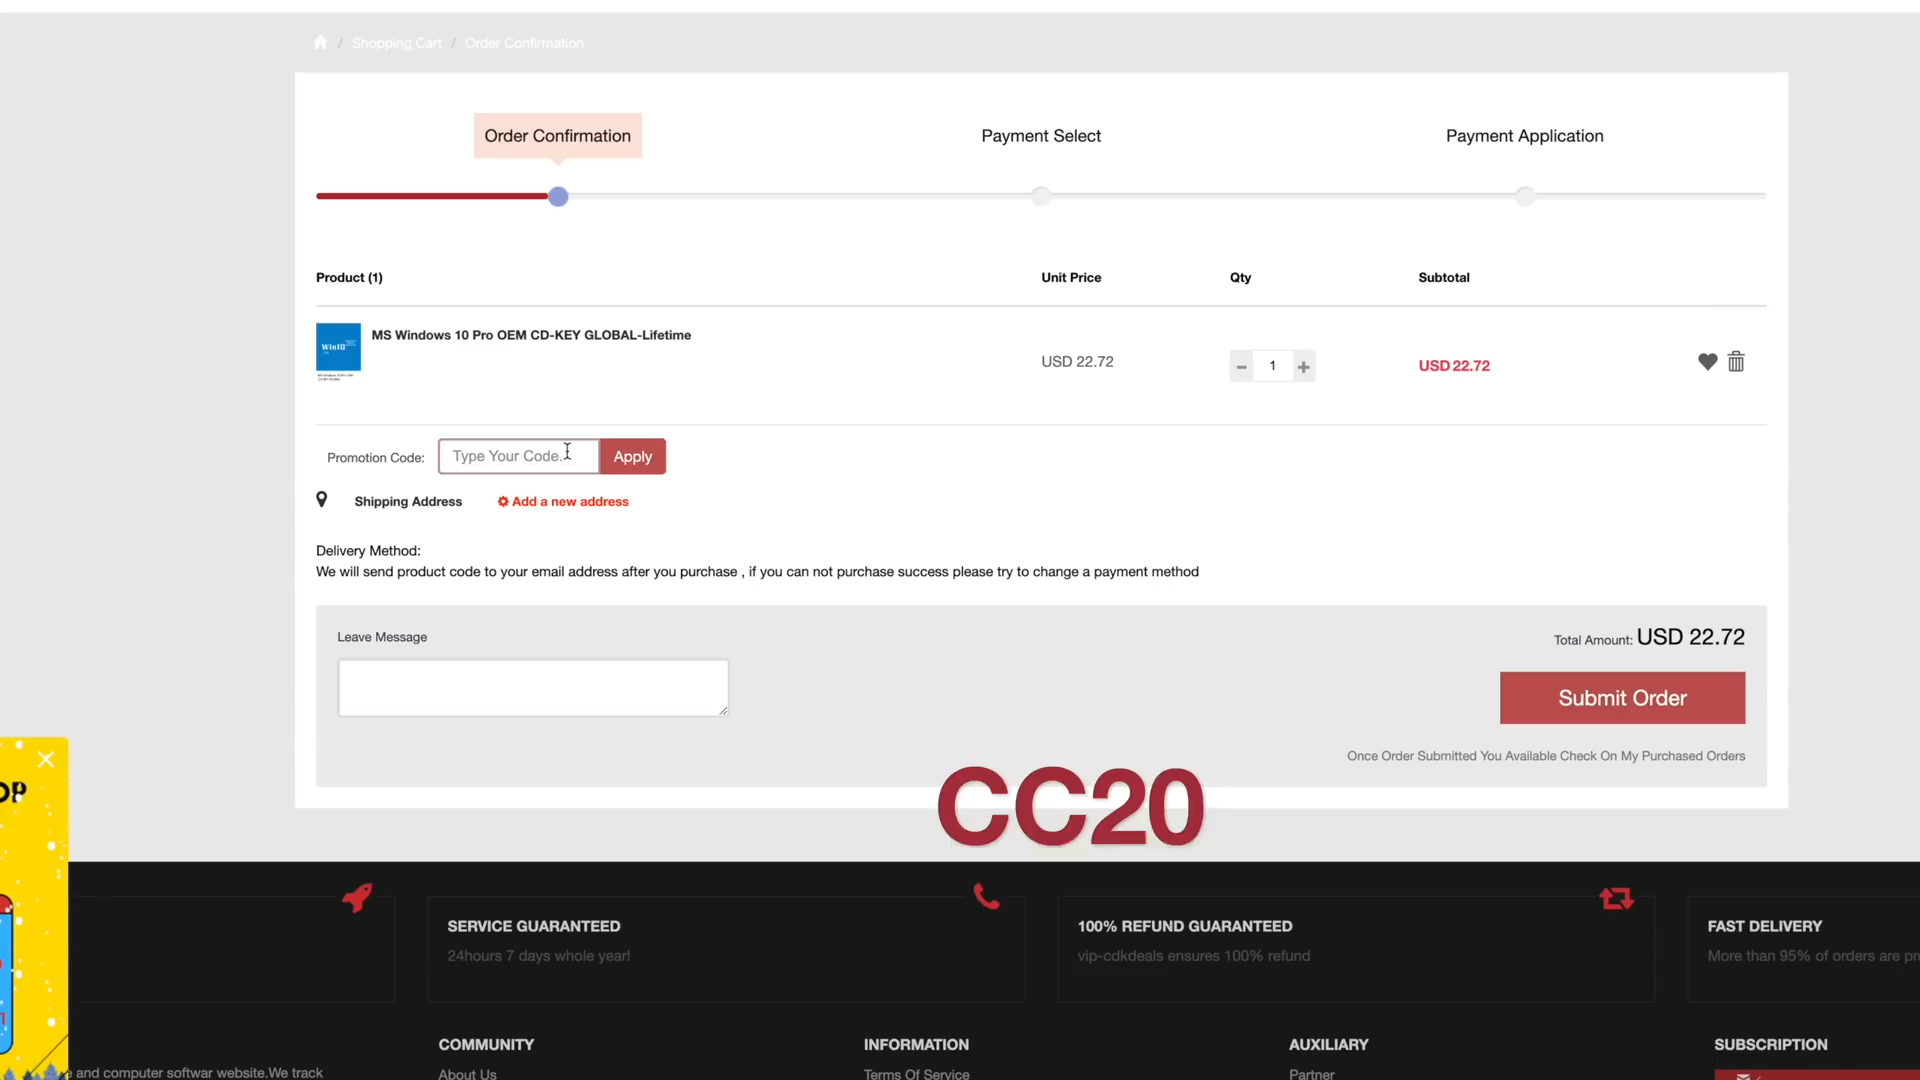 / Shopping Cart / Order Confirmation
Order Confirmation
Payment Select
Payment Application
Product (1)
Unit Price
Qty
Subtotal
Win10
MS Windows 10 Pro OEM CD-KEY GLOBAL-Lifetime
USD 22.72
− 1 +
USD 22.72
Promotion Code:
Type Your Code.
Apply
Shipping Address
Add a new address
Delivery Method:
We will send product code to your email address after you purchase , if you can not purchase success please try to change a payment method
Leave Message
Total Amount: USD 22.72
Submit Order
Once Order Submitted You Available Check On My Purchased Orders
CC20
OP
SERVICE GUARANTEED
24hours 7 days whole year!
100% REFUND GUARANTEED
vip-cdkdeals ensures 100% refund
FAST DELIVERY
More than 95% of orders are pr
COMMUNITY
INFORMATION
AUXILIARY
SUBSCRIPTION
e and computer softwar website.We track
About Us
Terms Of Service
Partner